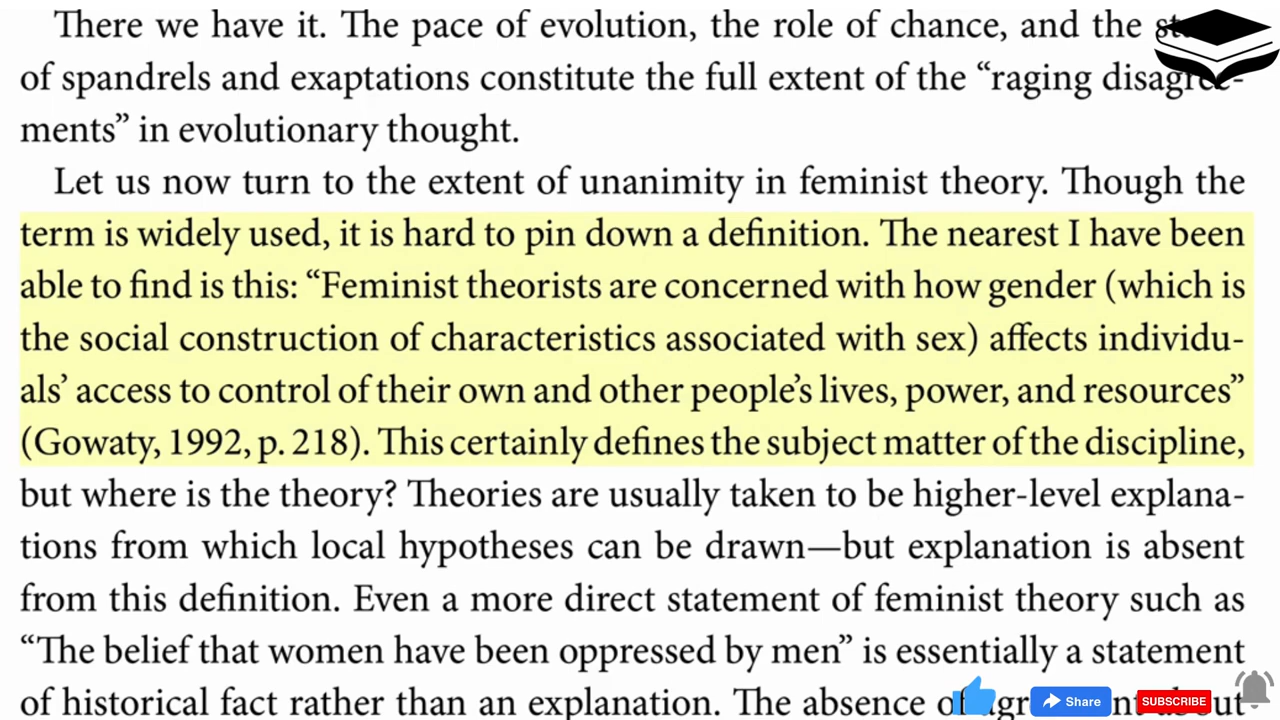 There we have it. The pace of evolution, the role of chance, and the
of spandrels and exaptations constitute the full extent of the “raging disagree-
ments” in evolutionary thought.
Let us now turn to the extent of unanimity in feminist theory. Though the
term is widely used, it is hard to pin down a definition. The nearest I have been
able to find is this: “Feminist theorists are concerned with how gender (which is
the social construction of characteristics associated with sex) affects individu-
als’ access to control of their own and other people’s lives, power, and resources”
(Gowaty, 1992, p. 218). This certainly defines the subject matter of the discipline,
but where is the theory? Theories are usually taken to be higher-level explana-
tions from which local hypotheses can be drawn—but explanation is absent
from this definition. Even a more direct statement of feminist theory such as
“The belief that women have been oppressed by men” is essentially a statement
of historical fact rather than an explanation. The absence of
Share
SUBSCRIBE